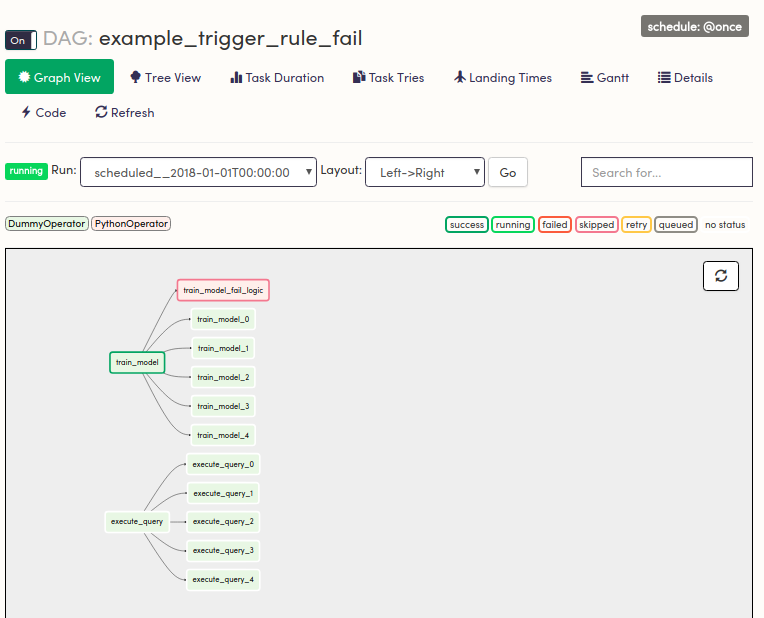 On DAG: example_trigger_rule_fail
schedule: @once
Graph View Tree View Task Duration Task Tries Landing Times Gantt Details
Code Refresh
running Run: scheduled__2018-01-01T00:00:00 Layout: Left->Right Go Search for...
DummyOperator PythonOperator success running failed skipped retry queued no status
train_model_fail_logic
train_model_0
train_model_1
train_model
train_model_2
train_model_3
train_model_4
execute_query_0
execute_query_1
execute_query execute_query_2
execute_query_3
execute_query_4